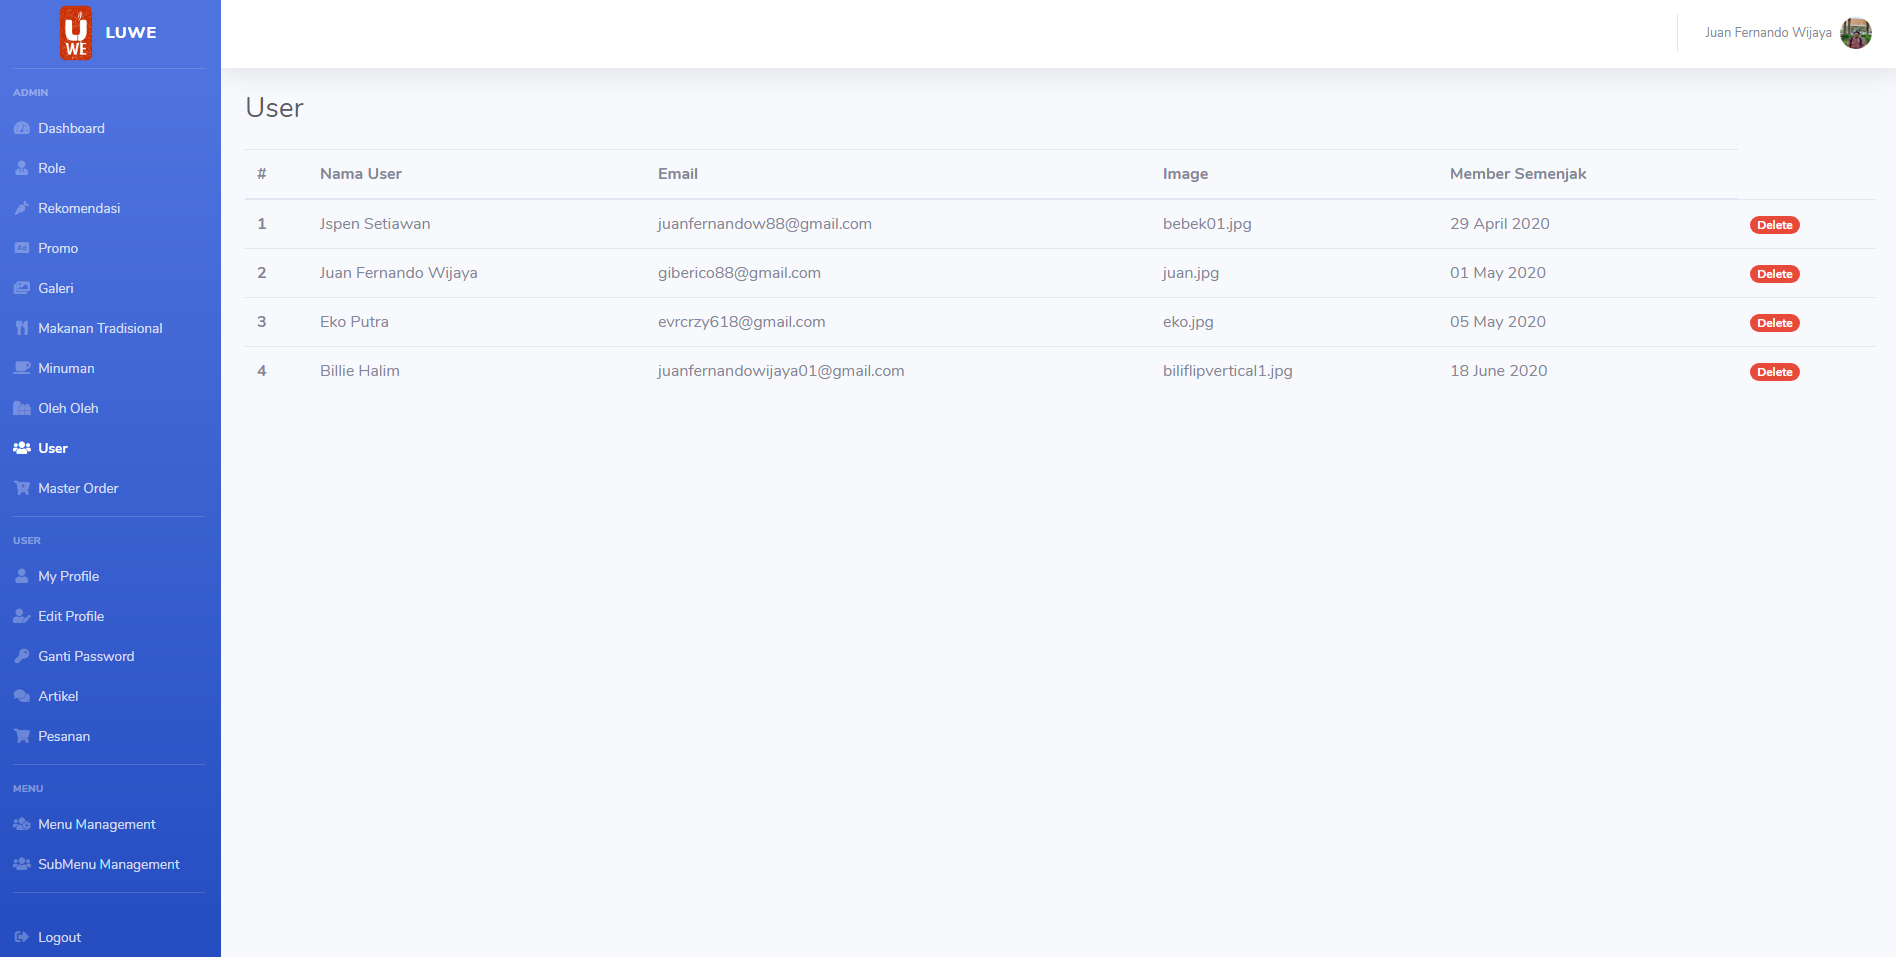 U
WE
LUWE
Juan Fernando Wijaya
ADMIN
Dashboard
Role
Rekomendasi
Promo
Galeri
Makanan Tradisional
Minuman
Oleh Oleh
User
Master Order
USER
My Profile
Edit Profile
Ganti Password
Artikel
Pesanan
MENU
Menu Management
SubMenu Management
Logout
User
# Nama User Email Image Member Semenjak
1 Jspen Setiawan juanfernandow88@gmail.com bebek01.jpg 29 April 2020 Delete
2 Juan Fernando Wijaya giberico88@gmail.com juan.jpg 01 May 2020 Delete
3 Eko Putra evrcrzy618@gmail.com eko.jpg 05 May 2020 Delete
4 Billie Halim juanfernandowijaya01@gmail.com biliflipvertical1.jpg 18 June 2020 Delete